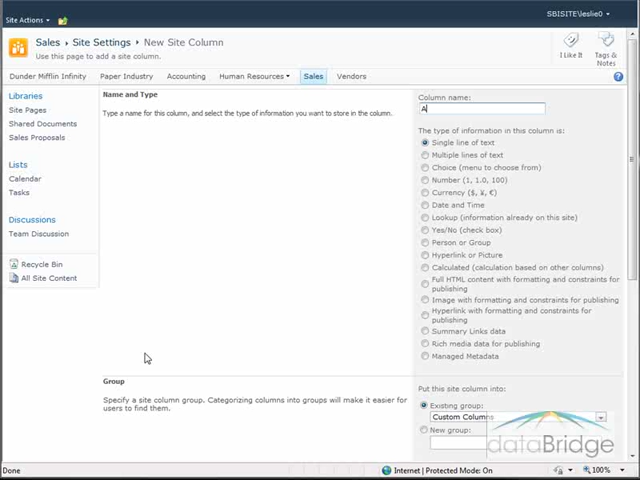 Site Actions
SBISITE\leslie0
Sales ▸ Site Settings ▸ New Site Column
Use this page to add a site column.
I Like It
Tags & Notes
Dunder Mifflin Infinity Paper Industry Accounting Human Resources Sales Vendors
Libraries
Site Pages
Shared Documents
Sales Proposals
Lists
Calendar
Tasks
Discussions
Team Discussion
Recycle Bin
All Site Content
Name and Type
Type a name for this column, and select the type of information you want to store in the column.
Column name:
A
The type of information in this column is:
Single line of text
Multiple lines of text
Choice (menu to choose from)
Number (1, 1.0, 100)
Currency ($, ¥, €)
Date and Time
Lookup (information already on this site)
Yes/No (check box)
Person or Group
Hyperlink or Picture
Calculated (calculation based on other columns)
Full HTML content with formatting and constraints for
publishing
Image with formatting and constraints for publishing
Hyperlink with formatting and constraints for
publishing
Summary Links data
Rich media data for publishing
Managed Metadata
Group
Specify a site column group. Categorizing columns into groups will make it easier for
users to find them.
Put this site column into:
Existing group:
Custom Columns
New group:
dataBridge
Done
Internet | Protected Mode: On
100%